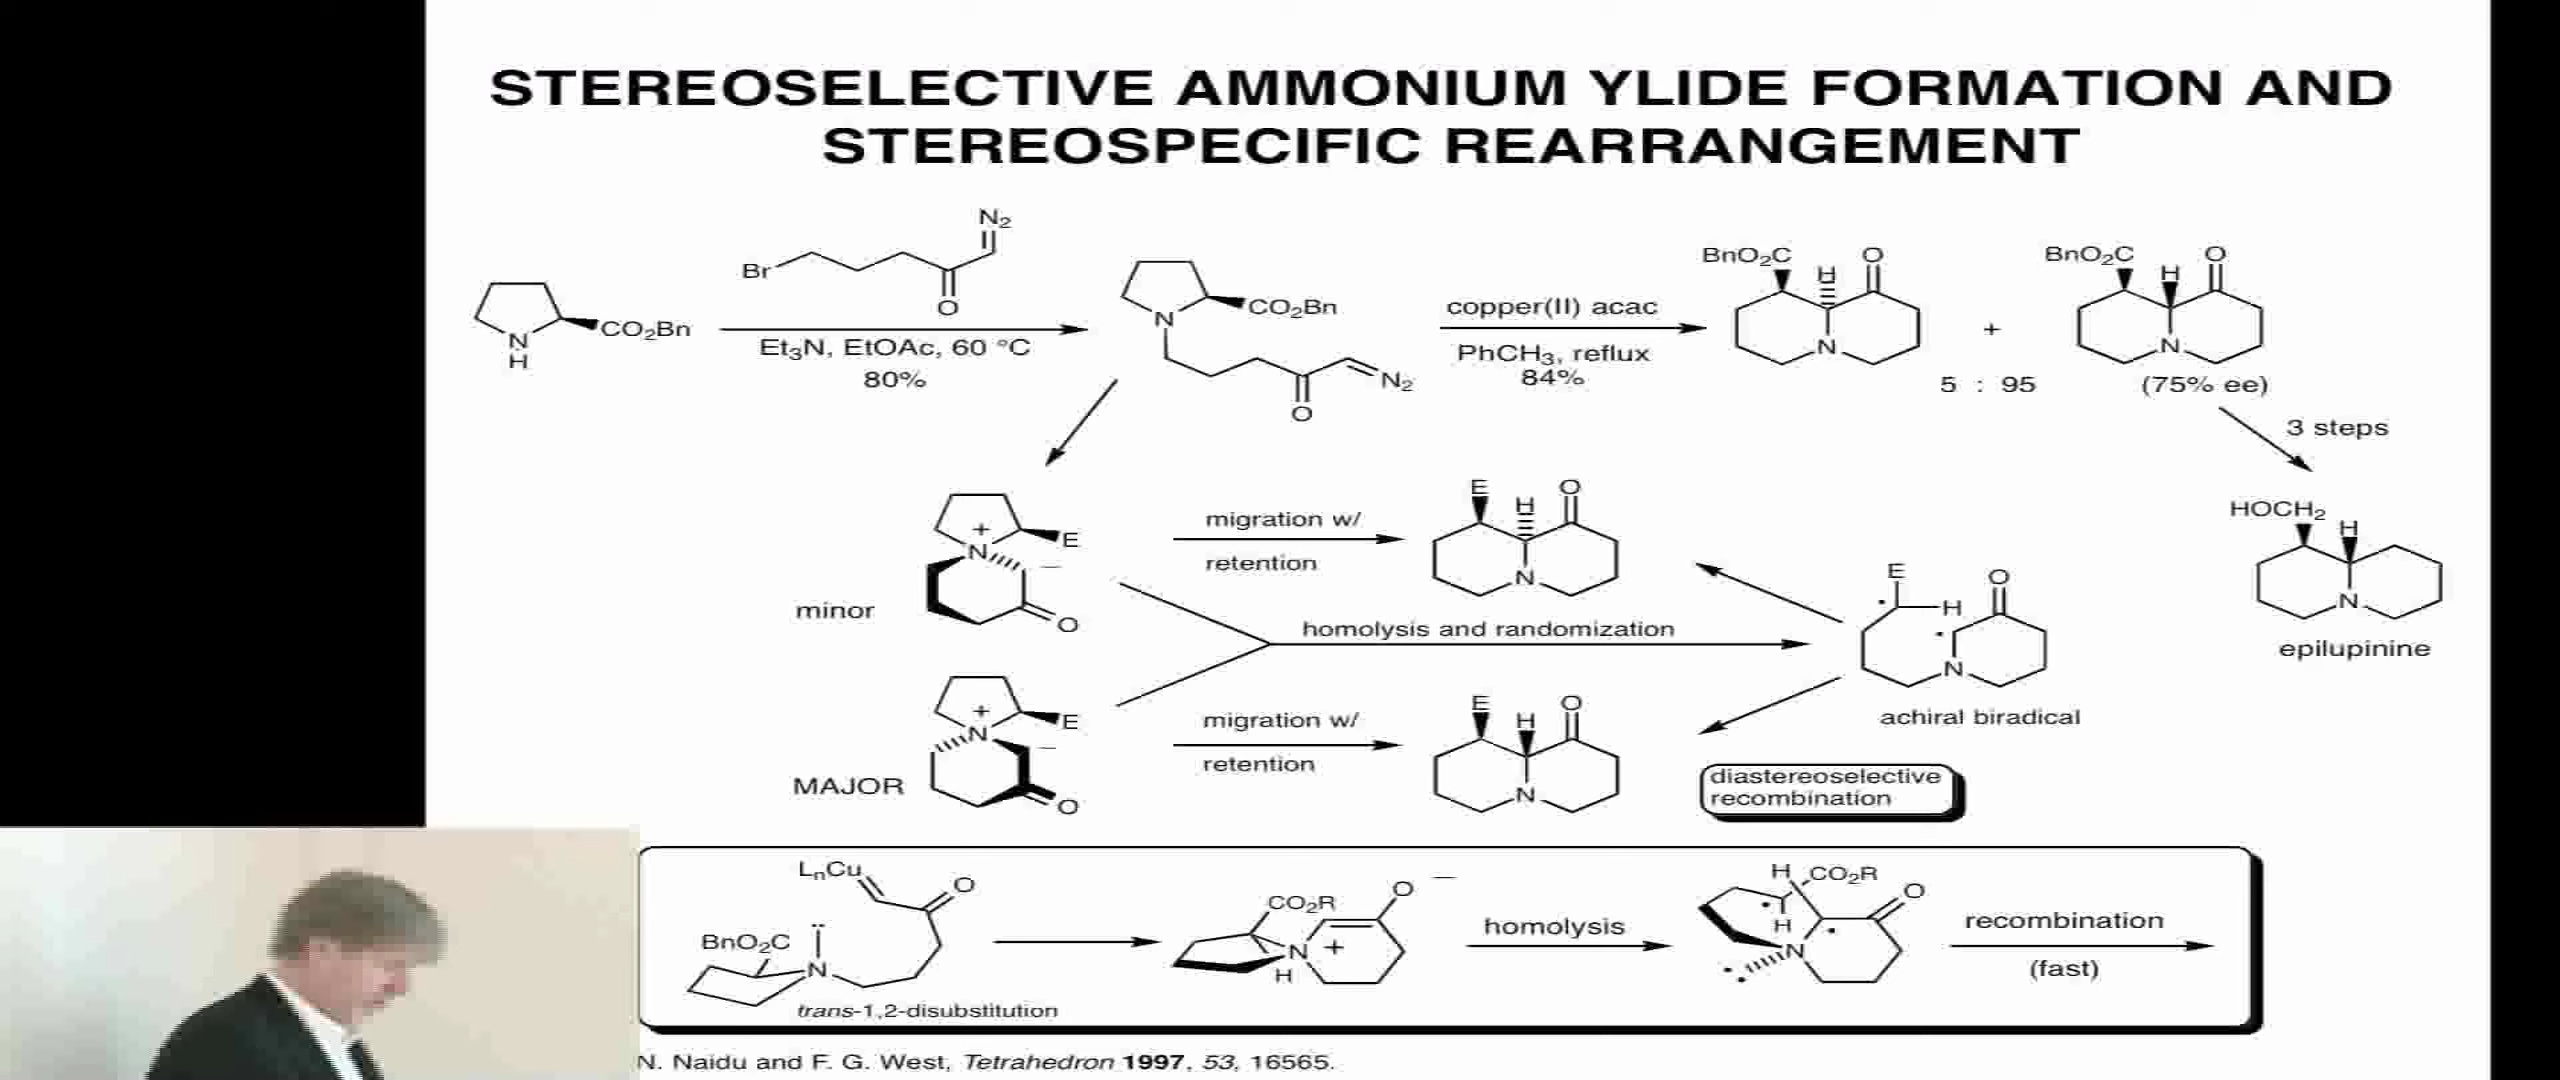 STEREOSELECTIVE AMMONIUM YLIDE FORMATION AND
STEREOSPECIFIC REARRANGEMENT
N
H
CO₂Bn
Br
N₂
O
Et₃N, EtOAc, 60 °C
80%
N
CO₂Bn
N₂
O
copper(II) acac
PhCH₃, reflux
84%
BnO₂C
H
O
N
+
5 : 95
BnO₂C
H
O
N
(75% ee)
3 steps
HOCH₂
H
N
epilupinine
minor
+
N
E
−
O
migration w/
retention
E
H
O
N
homolysis and randomization
E
H
O
N
achiral biradical
MAJOR
+
N
E
−
O
migration w/
retention
E
H
O
N
diastereoselective
recombination
LₙCu
O
BnO₂C
N
trans-1,2-disubstitution
CO₂R
O −
N +
H
homolysis
H
CO₂R
O
H
N
recombination
(fast)
N. Naidu and F. G. West, Tetrahedron 1997, 53, 16565.